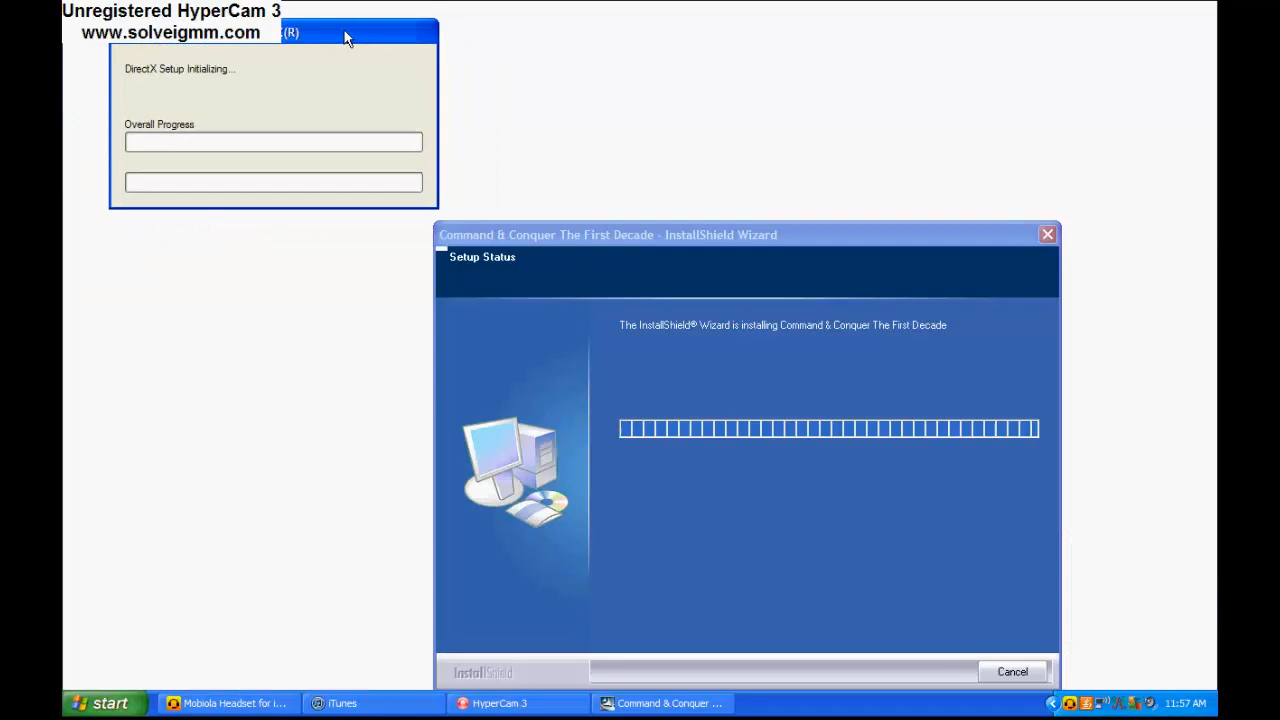 Unregistered HyperCam 3
www.solveigmm.com
(R)
DirectX Setup Initializing...
Overall Progress
Command & Conquer The First Decade - InstallShield Wizard
Setup Status
The InstallShield® Wizard is installing Command & Conquer The First Decade
InstallShield
Cancel
start
Mobiola Headset for i...
iTunes
HyperCam 3
Command & Conquer ...
11:57 AM